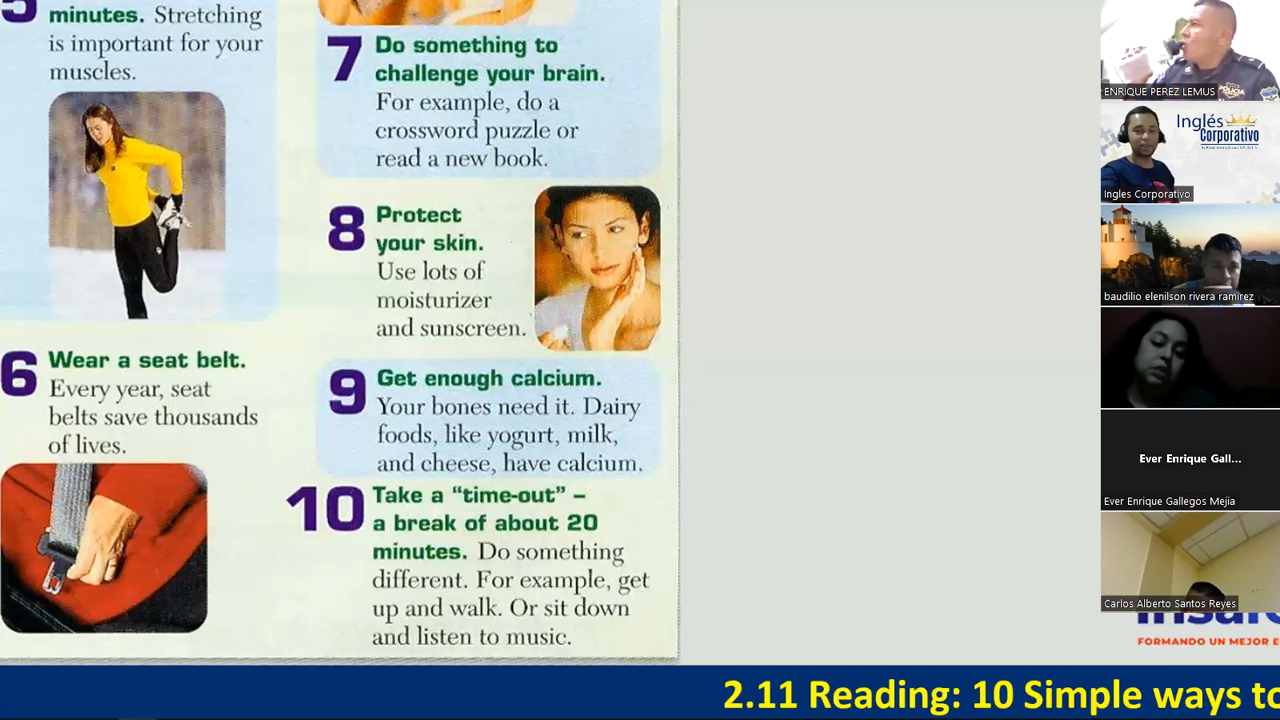 5
minutes. Stretching
is important for your
muscles.
6 Wear a seat belt.
Every year, seat
belts save thousands
of lives.
7 Do something to
challenge your brain.
For example, do a
crossword puzzle or
read a new book.
8 Protect
your skin.
Use lots of
moisturizer
and sunscreen.
9 Get enough calcium.
Your bones need it. Dairy
foods, like yogurt, milk,
and cheese, have calcium.
10 Take a “time-out” –
a break of about 20
minutes. Do something
different. For example, get
up and walk. Or sit down
and listen to music.
ENRIQUE PEREZ LEMUS
Inglés
Corporativo
Ingles Corporativo
baudilio elenilson rivera ramirez
Ever Enrique Gall...
Ever Enrique Gallegos Mejia
Carlos Alberto Santos Reyes
FORMANDO UN MEJOR E
2.11 Reading: 10 Simple ways to